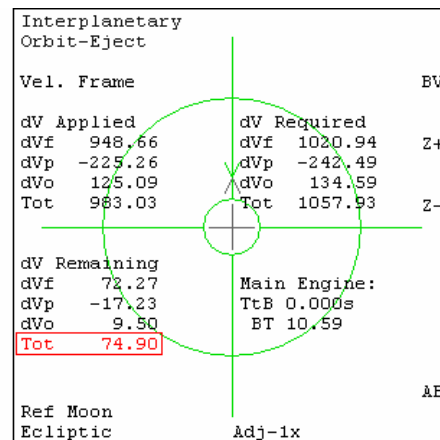 Interplanetary
Orbit-Eject
Vel. Frame
BV
dV Applied dV Required
dVf 948.66 dVf 1020.94
Z+
dVp -225.26 dVp -242.49
dVo 125.09 dVo 134.59
Tot 983.03 Tot 1057.93
Z-
dV Remaining
dVf 72.27 Main Engine:
dVp -17.23 TtB 0.000s
dVo 9.50 BT 10.59
Tot 74.90
AB
Ref Moon
Ecliptic Adj-1x